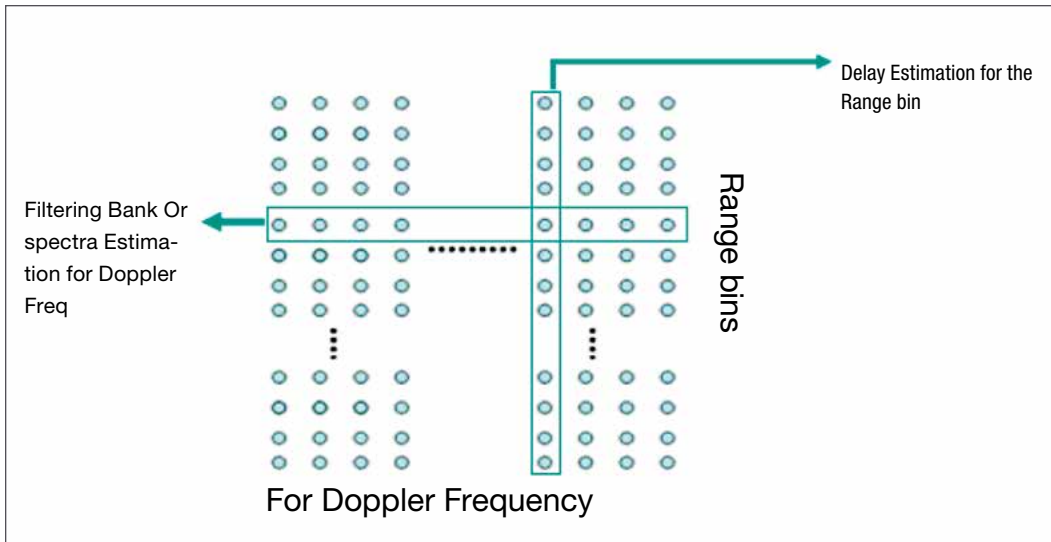 Delay Estimation for the
Range bin
Filtering Bank Or
spectra Estima-
tion for Doppler
Freq
Range bins
For Doppler Frequency